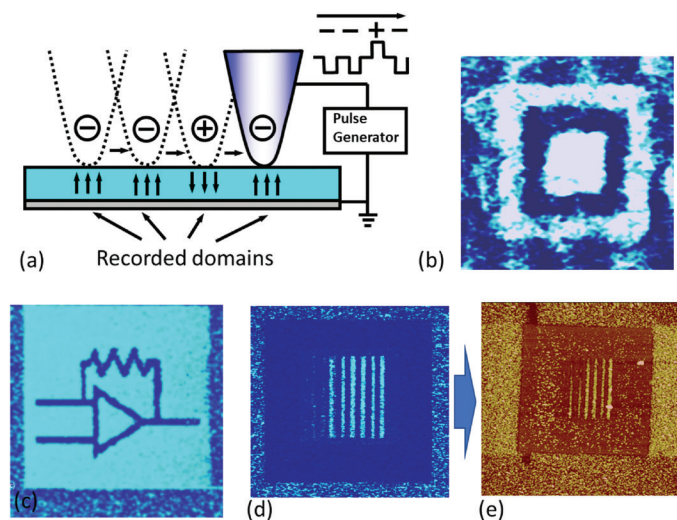 − − + −
Pulse
Generator
− − + −
(a)
Recorded domains
(b)
(c)
(d)
(e)